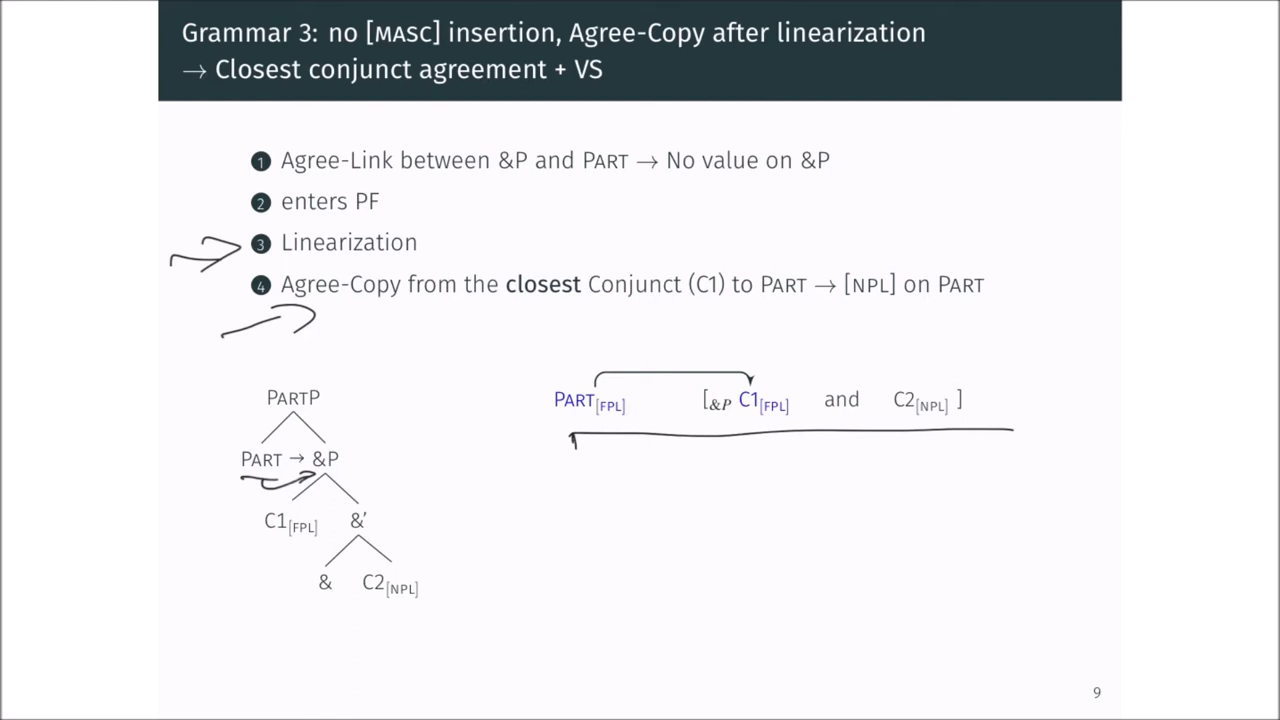 Grammar 3: no [MASC] insertion, Agree-Copy after linearization
→ Closest conjunct agreement + VS
1 Agree-Link between &P and PART → No value on &P
2 enters PF
3 Linearization
4 Agree-Copy from the closest Conjunct (C1) to PART → [NPL] on PART
PARTP
PART → &P
C1[FPL] &'
& C2[NPL]
PART[FPL] [&P C1[FPL] and C2[NPL] ]
9